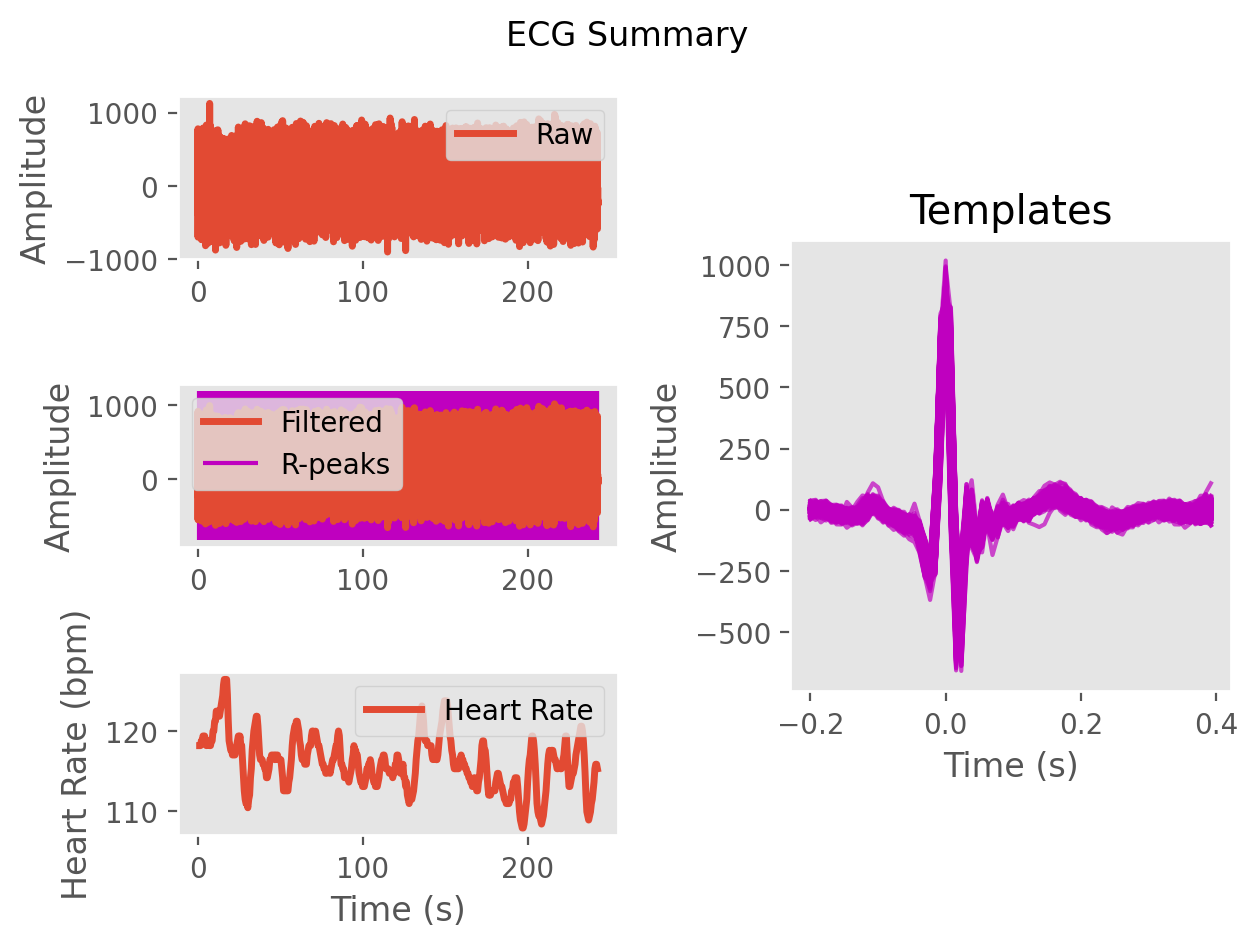 ECG Summary
Amplitude
1000
0
−1000
Raw
0
100
200
Amplitude
1000
0
Filtered
R-peaks
0
100
200
Heart Rate (bpm)
120
110
Heart Rate
0
100
200
Time (s)
Templates
Amplitude
1000
750
500
250
0
−250
−500
−0.2
0.0
0.2
0.4
Time (s)